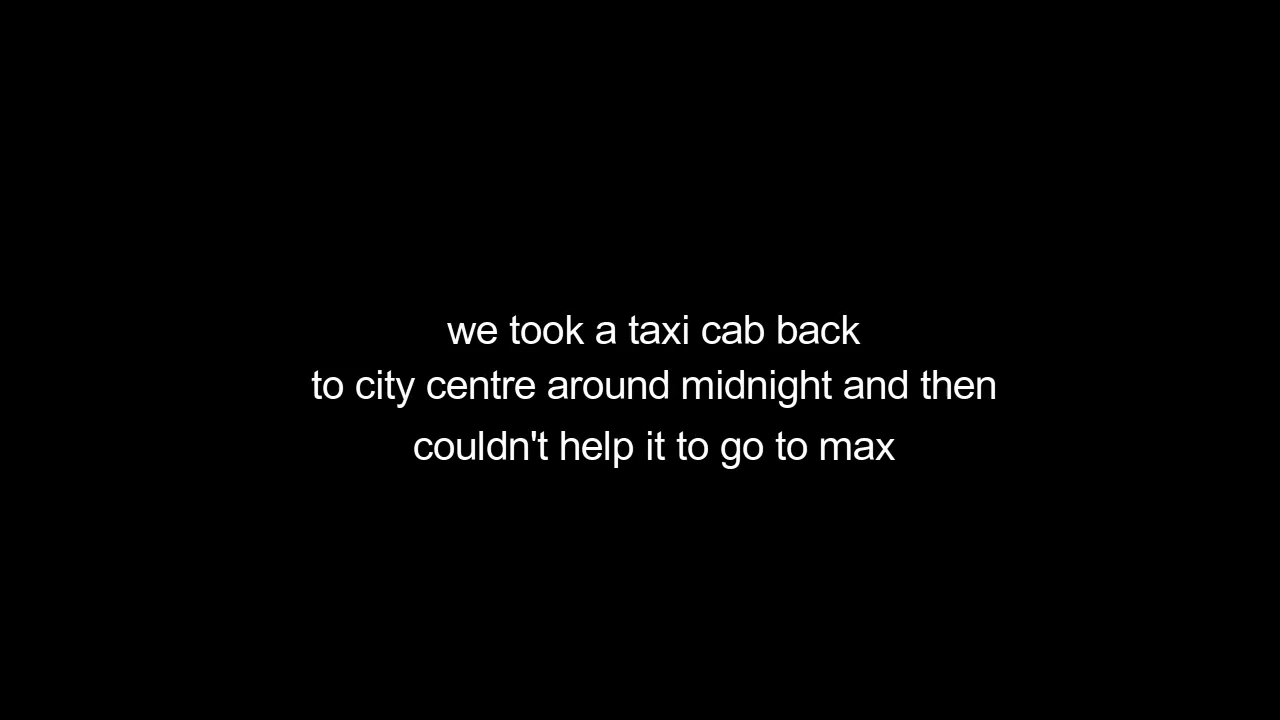 we took a taxi cab back
to city centre around midnight and then
couldn't help it to go to max